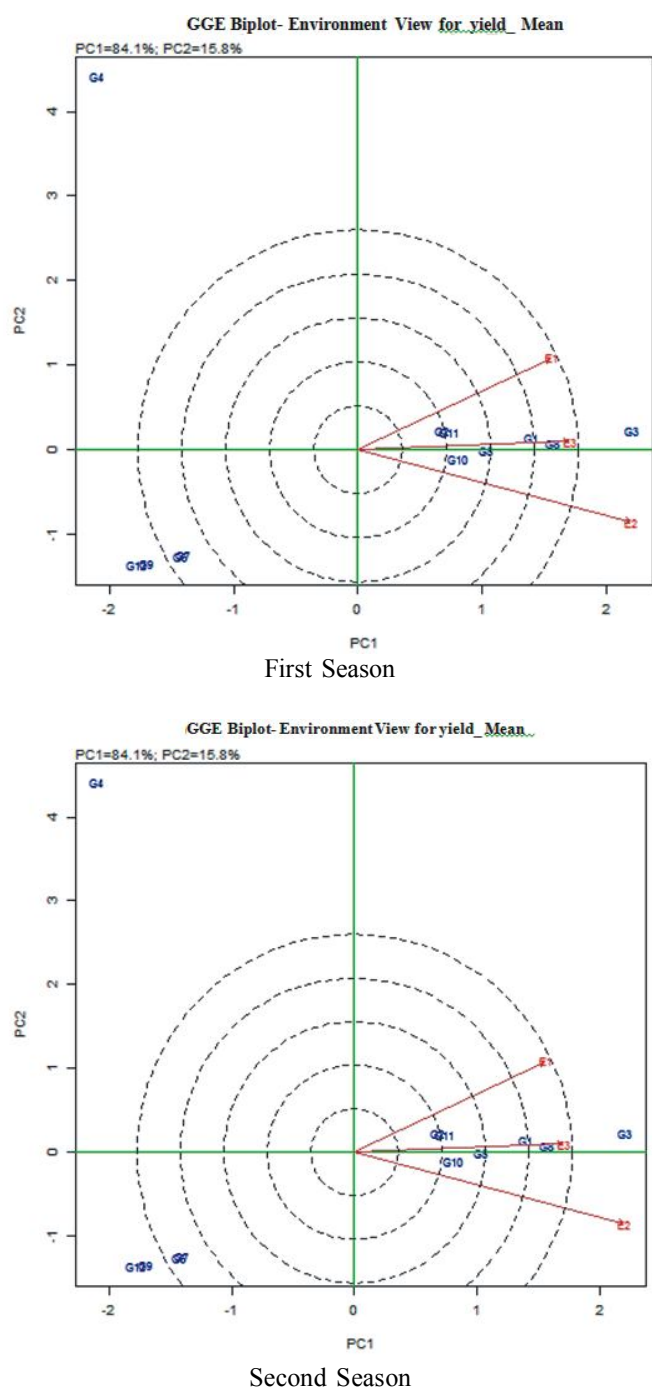 GGE Biplot- Environment View for yield_ Mean
PC1=84.1%; PC2=15.8%
G4
4
3
2
1
0
-1
PC2
E1
G11
G3
G1
E3
G8
G10
E2
G7
-2
-1
0
1
2
PC1
First Season
GGE Biplot- Environment View for yield_ Mean
PC1=84.1%; PC2=15.8%
G4
4
3
2
1
0
-1
PC2
E1
G11
G3
G1
E3
G8
G10
E2
G7
-2
-1
0
1
2
PC1
Second Season